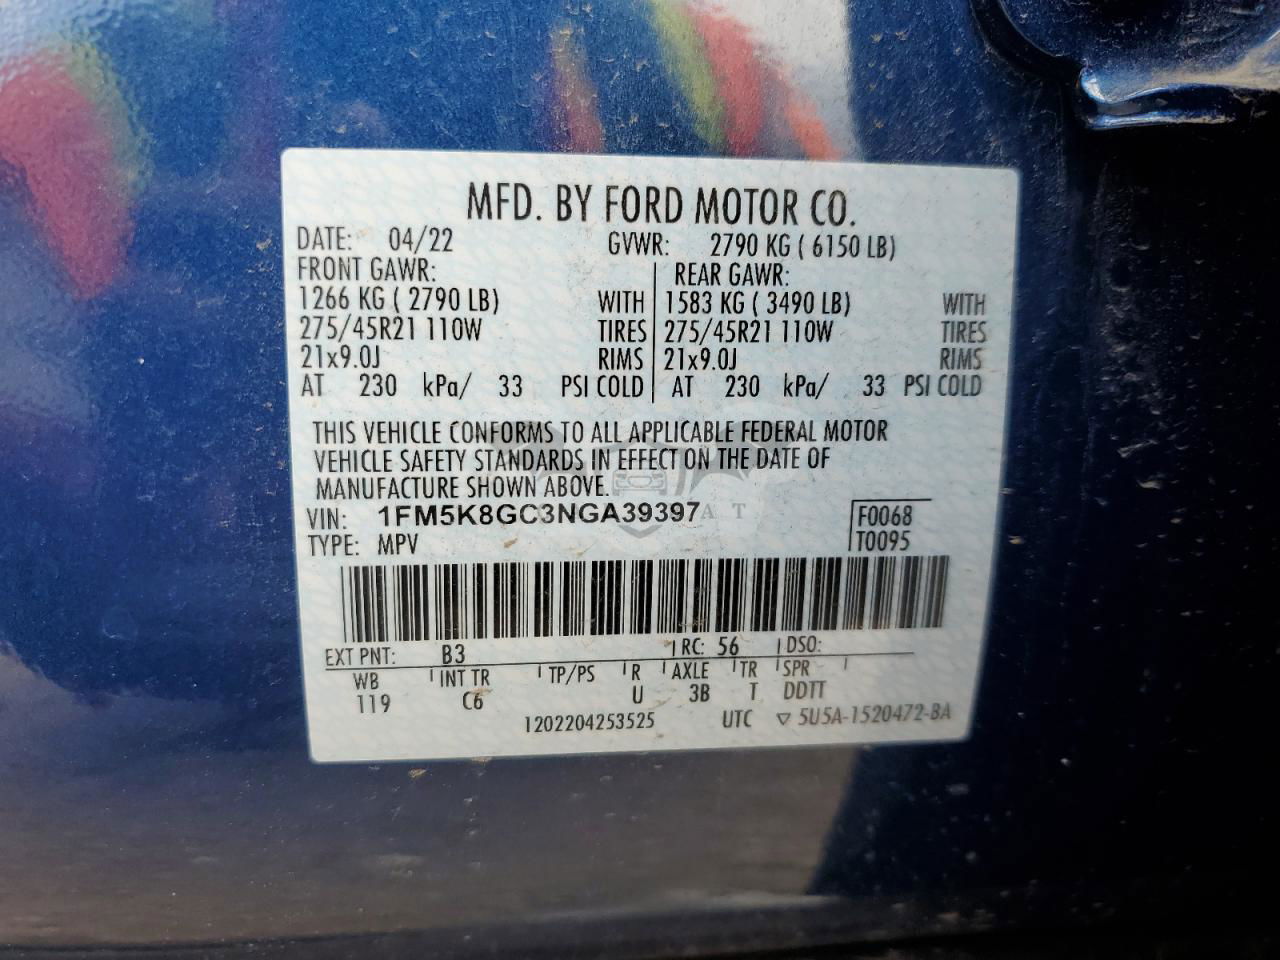 MFD. BY FORD MOTOR CO.
DATE: 04/22 GVWR: 2790 KG ( 6150 LB)
FRONT GAWR: REAR GAWR:
1266 KG ( 2790 LB) WITH 1583 KG ( 3490 LB) WITH
275/45R21 110W TIRES 275/45R21 110W TIRES
21x9.0J RIMS 21x9.0J RIMS
AT 230 kPa/ 33 PSI COLD AT 230 kPa/ 33 PSI COLD
THIS VEHICLE CONFORMS TO ALL APPLICABLE FEDERAL MOTOR
VEHICLE SAFETY STANDARDS IN EFFECT ON THE DATE OF
MANUFACTURE SHOWN ABOVE.
VIN: 1FM5K8GC3NGA39397 F0068
TYPE: MPV T0095
EXT PNT: B3 RC: 56 DSO:
WB INT TR TP/PS R AXLE TR SPR
119 C6 U 3B T DDTT
1202204253525 UTC ▽ 5U5A-1520472-BA